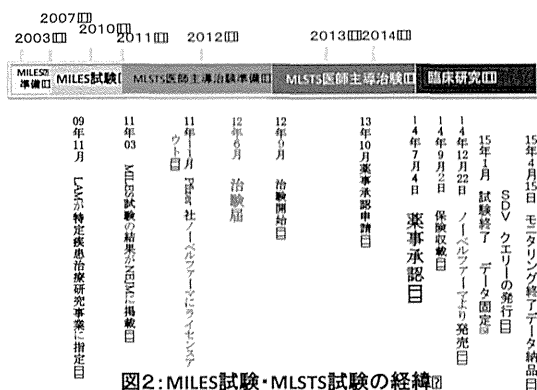 2007
2003
2010
2011
2012
2013
2014
MILES
準備
MILES試験
MLSTS医師主導治験準備
MLSTS医師主導治験
臨床研究
09年11月 LAMが特定疾患治療研究事業に指定
11年03 MILES試験の結果がNEJMに掲載
11年11月 Pfizer社ノーベルファーマにライセンスア
ウト
12年6月 治験届
12年9月 治験開始
13年10月薬事承認申請
14年7月4日 薬事承認
14年9月2日 保険収載
14年12月22日 ノーベルファーマより発売
15年1月 試験終了 データ固定
SDV クエリーの発行
15年4月15日 モニタリング終了データ納品
図2：MILES試験・MLSTS試験の経緯